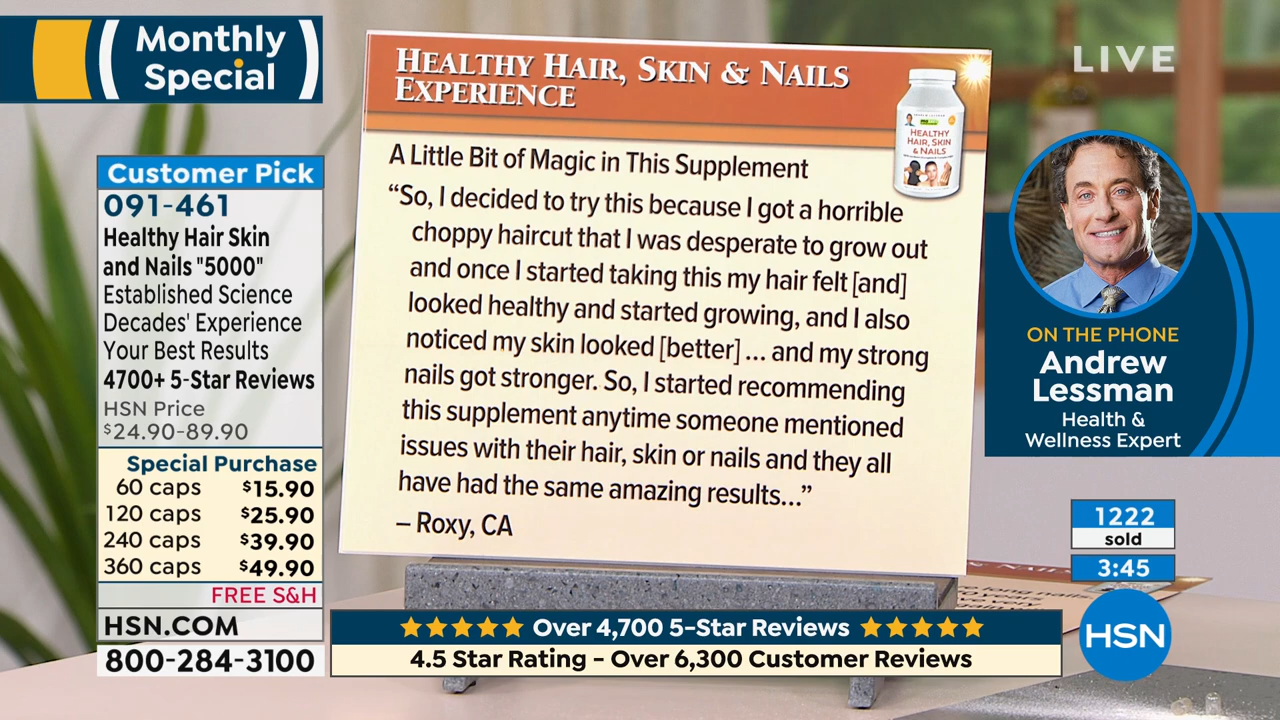 Monthly
Special
LIVE
Customer Pick
091-461
Healthy Hair Skin
and Nails "5000"
Established Science
Decades' Experience
Your Best Results
4700+ 5-Star Reviews
HSN Price
$24.90-89.90
Special Purchase
60 caps $15.90
120 caps $25.90
240 caps $39.90
360 caps $49.90
FREE S&H
HSN.COM
800-284-3100
HEALTHY HAIR, SKIN & NAILS
EXPERIENCE
HEALTHY
HAIR, SKIN
& NAILS
A Little Bit of Magic in This Supplement
“So, I decided to try this because I got a horrible
choppy haircut that I was desperate to grow out
and once I started taking this my hair felt [and]
looked healthy and started growing, and I also
noticed my skin looked [better] ... and my strong
nails got stronger. So, I started recommending
this supplement anytime someone mentioned
issues with their hair, skin or nails and they all
have had the same amazing results...”
– Roxy, CA
ON THE PHONE
Andrew
Lessman
Health &
Wellness Expert
1222
sold
3:45
HSN
Over 4,700 5-Star Reviews
4.5 Star Rating – Over 6,300 Customer Reviews